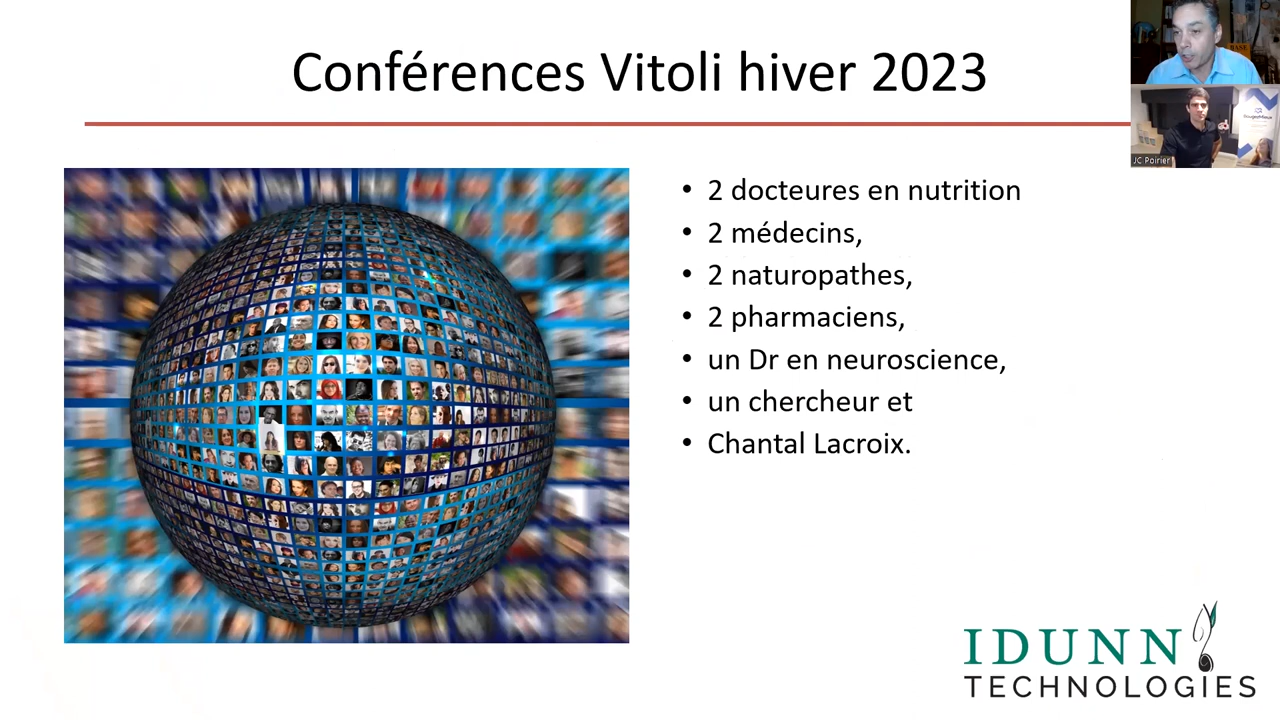 Conférences Vitoli hiver 2023
• 2 docteures en nutrition
• 2 médecins,
• 2 naturopathes,
• 2 pharmaciens,
• un Dr en neuroscience,
• un chercheur et
• Chantal Lacroix.
JC Poirier
IDUNN
TECHNOLOGIES